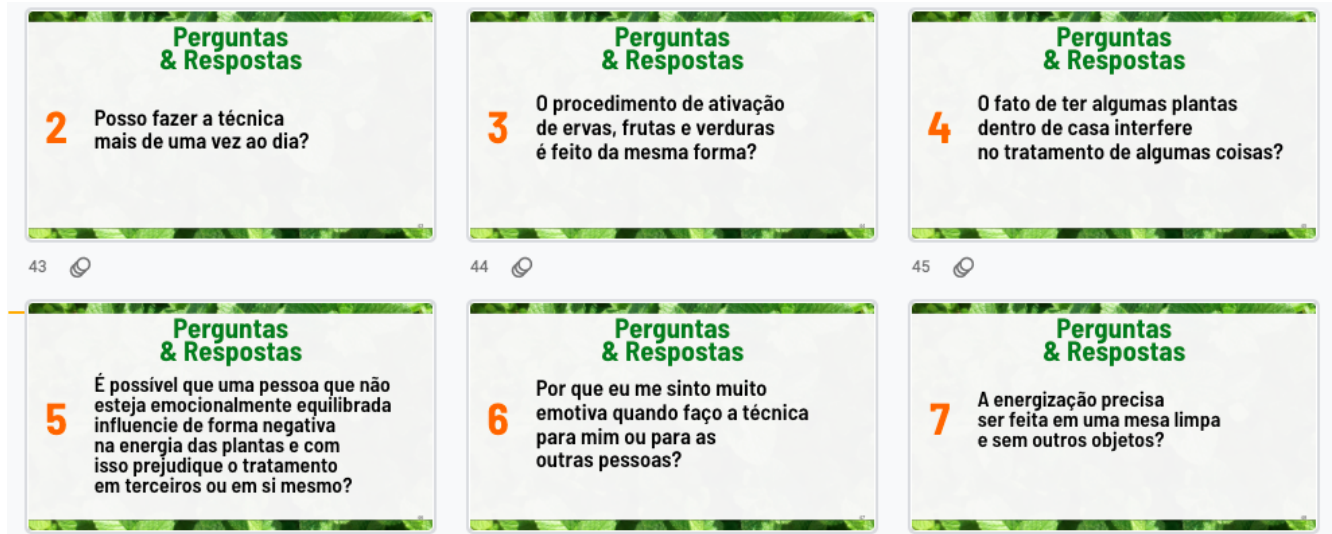 Perguntas
& Respostas
2
Posso fazer a técnica
mais de uma vez ao dia?
43
Perguntas
& Respostas
3
O procedimento de ativação
de ervas, frutas e verduras
é feito da mesma forma?
44
Perguntas
& Respostas
4
O fato de ter algumas plantas
dentro de casa interfere
no tratamento de algumas coisas?
45
Perguntas
& Respostas
5
É possível que uma pessoa que não
esteja emocionalmente equilibrada
influencie de forma negativa
na energia das plantas e com
isso prejudique o tratamento
em terceiros ou em si mesmo?
Perguntas
& Respostas
6
Por que eu me sinto muito
emotiva quando faço a técnica
para mim ou para as
outras pessoas?
Perguntas
& Respostas
7
A energização precisa
ser feita em uma mesa limpa
e sem outros objetos?